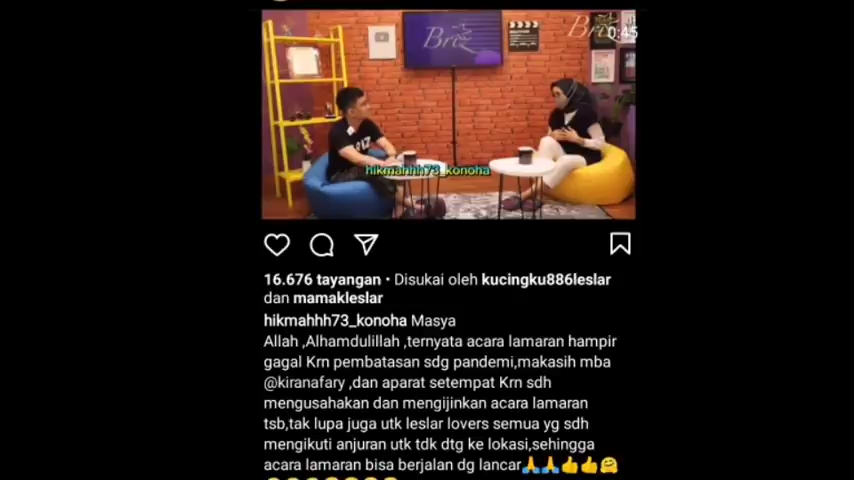 Briz
Briz
0:45
hikmahhh73_konoha
16.676 tayangan • Disukai oleh kucingku886leslar
dan mamakleslar
hikmahhh73_konoha Masya
Allah ,Alhamdulillah ,ternyata acara lamaran hampir
gagal Krn pembatasan sdg pandemi,makasih mba
@kiranafary ,dan aparat setempat Krn sdh
mengusahakan dan mengijinkan acara lamaran
tsb,tak lupa juga utk leslar lovers semua yg sdh
mengikuti anjuran utk tdk dtg ke lokasi,sehingga
acara lamaran bisa berjalan dg lancar🙏🙏👍👍🤗